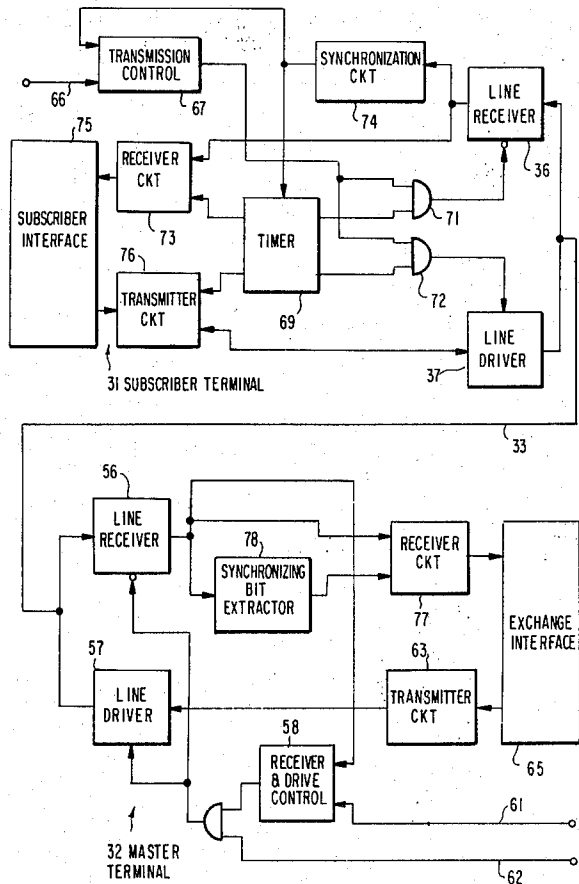 TRANSMISSION
CONTROL
66
67
SYNCHRONIZATION
CKT
74
LINE
RECEIVER
36
75
SUBSCRIBER
INTERFACE
RECEIVER
CKT
73
71
TIMER
69
72
76
TRANSMITTER
CKT
LINE
DRIVER
37
31 SUBSCRIBER TERMINAL
33
56
LINE
RECEIVER
78
SYNCHRONIZING
BIT
EXTRACTOR
RECEIVER
CKT
77
EXCHANGE
INTERFACE
65
57
LINE
DRIVER
63
TRANSMITTER
CKT
58
RECEIVER
& DRIVE
CONTROL
61
62
32 MASTER
TERMINAL